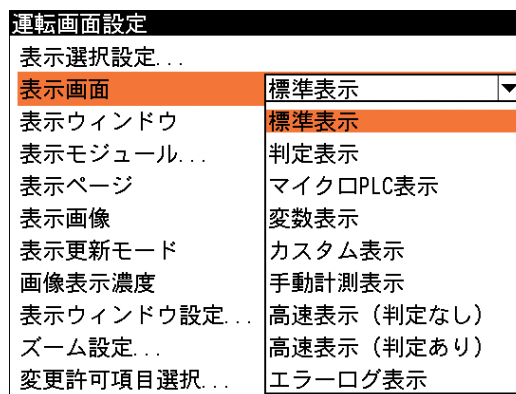 運転画面設定
表示選択設定...
表示画面 標準表示
表示ウィンドウ 標準表示
表示モジュール... 判定表示
表示ページ マイクロPLC表示
表示画像 変数表示
表示更新モード カスタム表示
画像表示濃度 手動計測表示
表示ウィンドウ設定... 高速表示（判定なし）
ズーム設定... 高速表示（判定あり）
変更許可項目選択... エラーログ表示